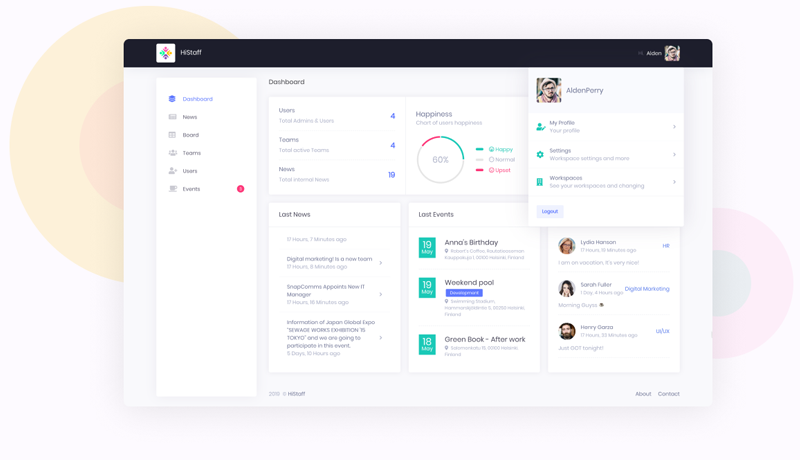 HiStaff
Hi, Aidon
Dashboard
News
Board
Teams
Users
Events
Dashboard
Users
Total Admins & Users
4
Teams
Total active Teams
4
News
Total internal News
19
Happiness
Chart of users happiness
60%
Happy
Normal
Upset
AidonPerry
My Profile
Your profile
Settings
Workspace settings and more
Workspaces
See your workspaces and changing
Logout
Last News
17 Hours, 7 Minutes ago
Digital marketing! Is a new team
17 Hours, 8 Minutes ago
SnapComms Appoints New IT
Manager
17 Hours, 18 Minutes ago
Information of Japan Global Expo
"SEWAGE WORKS EXHIBITION '15
TOKYO" and we are going to
participate in this event.
5 Days, 10 Hours ago
Last Events
19
May
Anna's Birthday
Robert's Coffee, Keskustasormen
Kauppakuja 1, 00100 Helsinki, Finland
19
May
Weekend pool
Development
Swimming Stadium,
Hammarskjöldintie 5, 00250 Helsinki,
Finland
18
May
Green Book - After work
Salomonkatu 15, 00100 Helsinki,
Finland
Lydia Hanson
17 Hours, 15 Minutes ago
HR
I am on vacation, it's very nice!
Sarah Fuller
1 Day, 4 Hours ago
Digital Marketing
Morning Guys
Henry Garza
17 Hours, 20 Minutes ago
UI/UX
Just GOT tonight!
2019 © HiStaff
About
Contact